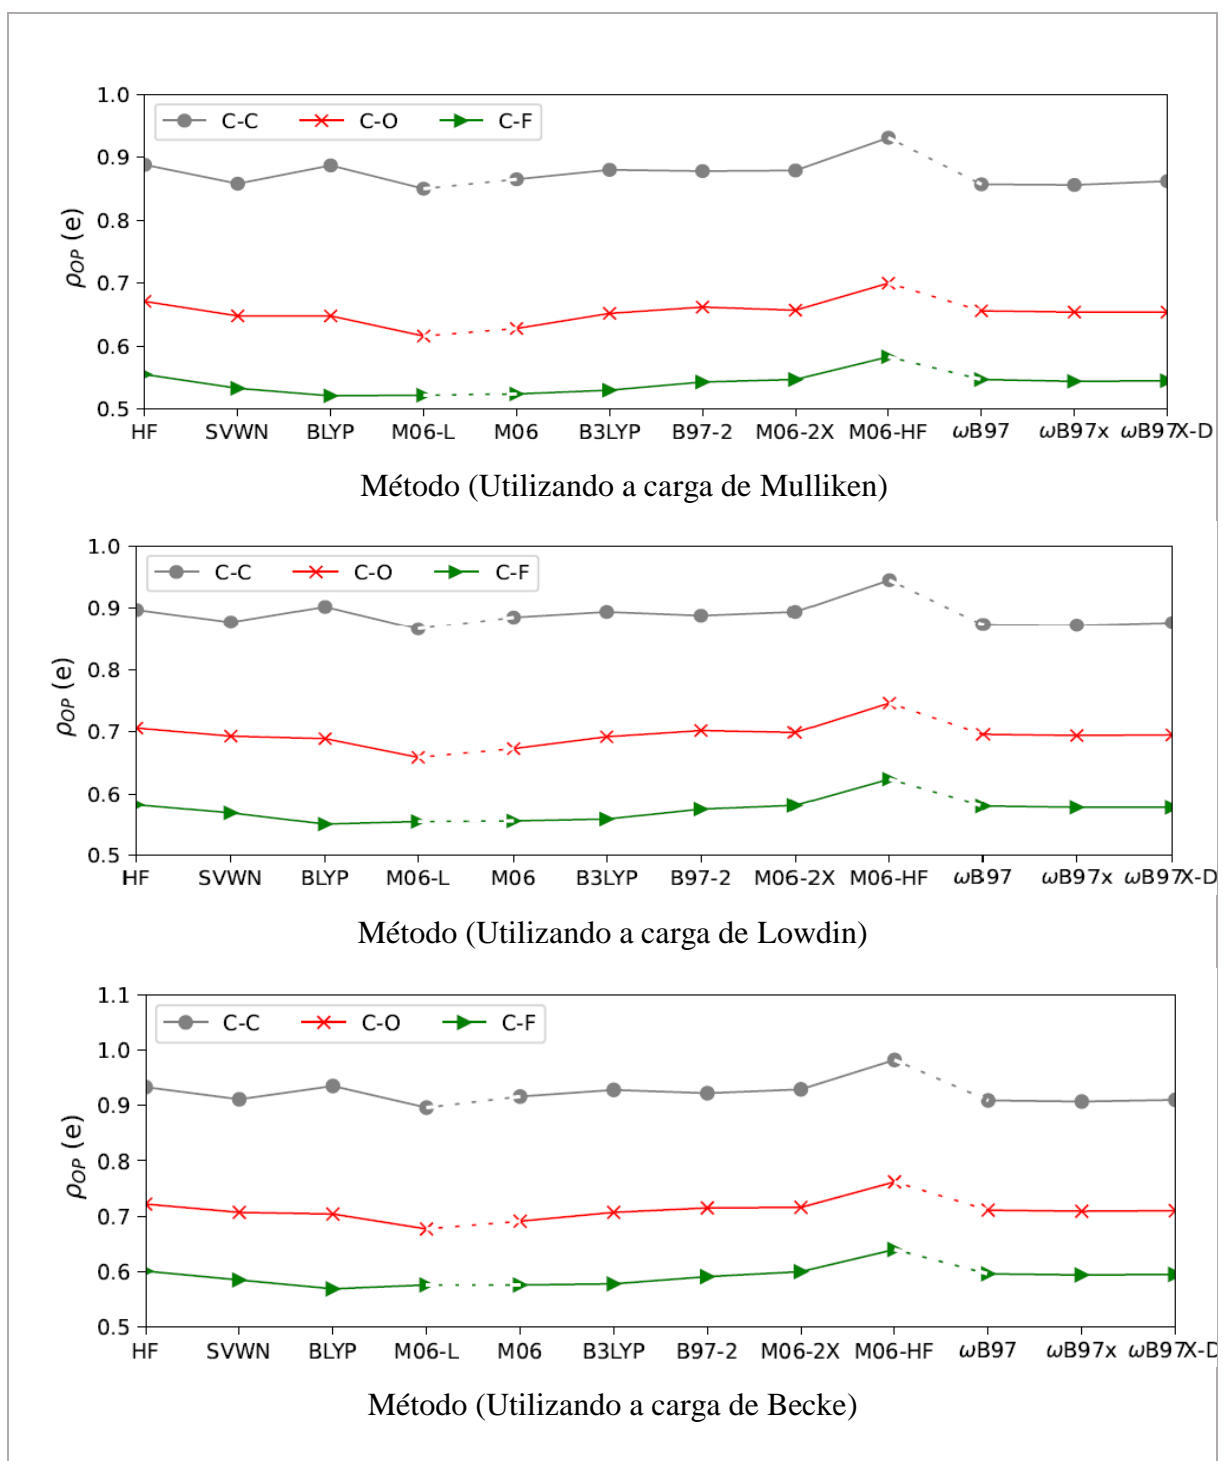 1.0
C-C C-O C-F
0.9
0.8
0.7
0.6
0.5
ρOP (e)
HF SVWN BLYP M06-L M06 B3LYP B97-2 M06-2X M06-HF ωB97 ωB97x ωB97X-D
Método (Utilizando a carga de Mulliken)
1.0
C-C C-O C-F
0.9
0.8
0.7
0.6
0.5
ρOP (e)
HF SVWN BLYP M06-L M06 B3LYP B97-2 M06-2X M06-HF ωB97 ωB97x ωB97X-D
Método (Utilizando a carga de Lowdin)
1.1
C-C C-O C-F
1.0
0.9
0.8
0.7
0.6
0.5
ρOP (e)
HF SVWN BLYP M06-L M06 B3LYP B97-2 M06-2X M06-HF ωB97 ωB97x ωB97X-D
Método (Utilizando a carga de Becke)